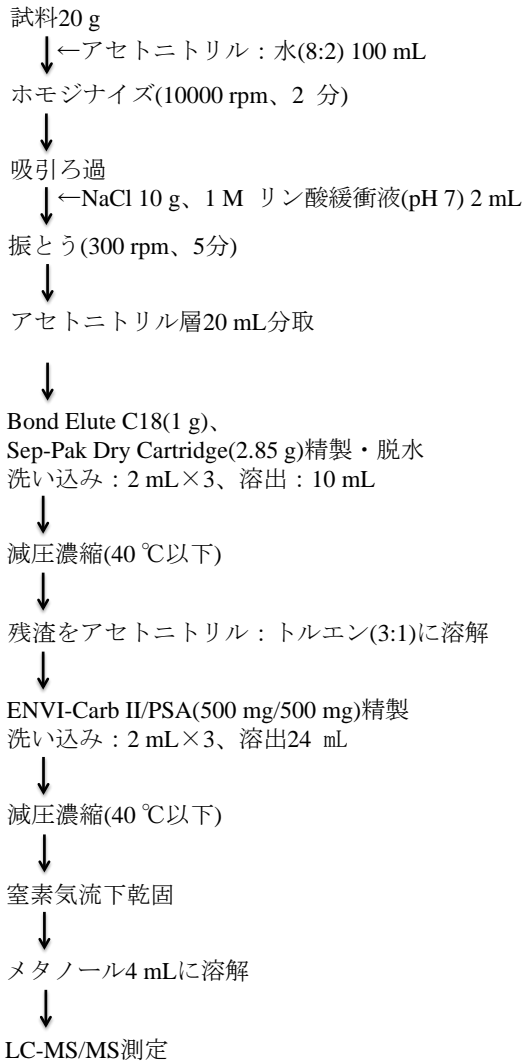 試料20 g
←アセトニトリル：水(8:2) 100 mL
ホモジナイズ(10000 rpm、2 分)
吸引ろ過
←NaCl 10 g、1 M リン酸緩衝液(pH 7) 2 mL
振とう(300 rpm、5分)
アセトニトリル層20 mL分取
Bond Elute C18(1 g)、
Sep-Pak Dry Cartridge(2.85 g)精製・脱水
洗い込み：2 mL×3、溶出：10 mL
減圧濃縮(40 ℃以下)
残渣をアセトニトリル：トルエン(3:1)に溶解
ENVI-Carb II/PSA(500 mg/500 mg)精製
洗い込み：2 mL×3、溶出24 ㎖
減圧濃縮(40 ℃以下)
窒素気流下乾固
メタノール4 mLに溶解
LC-MS/MS測定